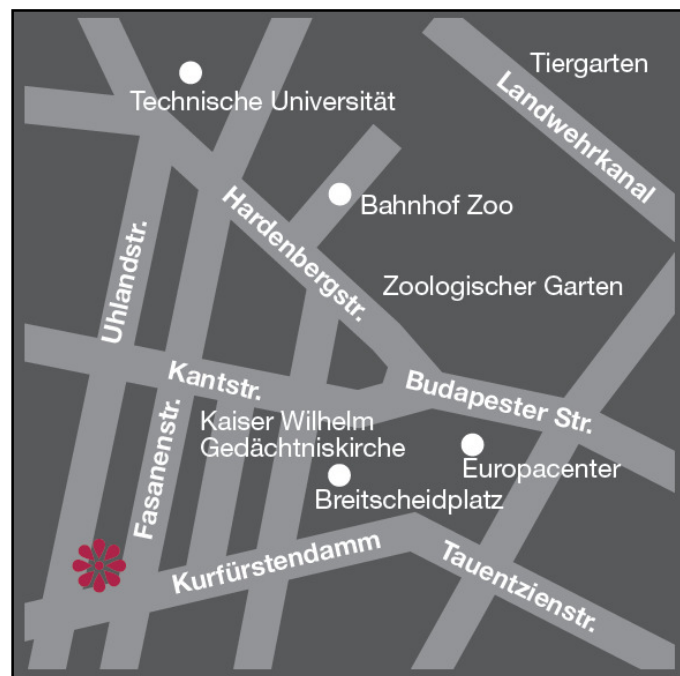 Tiergarten
Technische Universität
Landwehrkanal
Bahnhof Zoo
Hardenbergstr.
Uhlandstr.
Zoologischer Garten
Kantstr.
Budapester Str.
Kaiser Wilhelm
Gedächtniskirche
Fasanenstr.
Europacenter
Breitscheidplatz
Kurfürstendamm
Tauentzienstr.